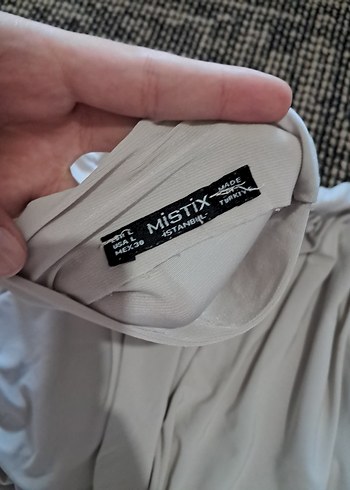 USA L
MEX 30
MİSTİX
İSTANBUL
MADE
TURKEY